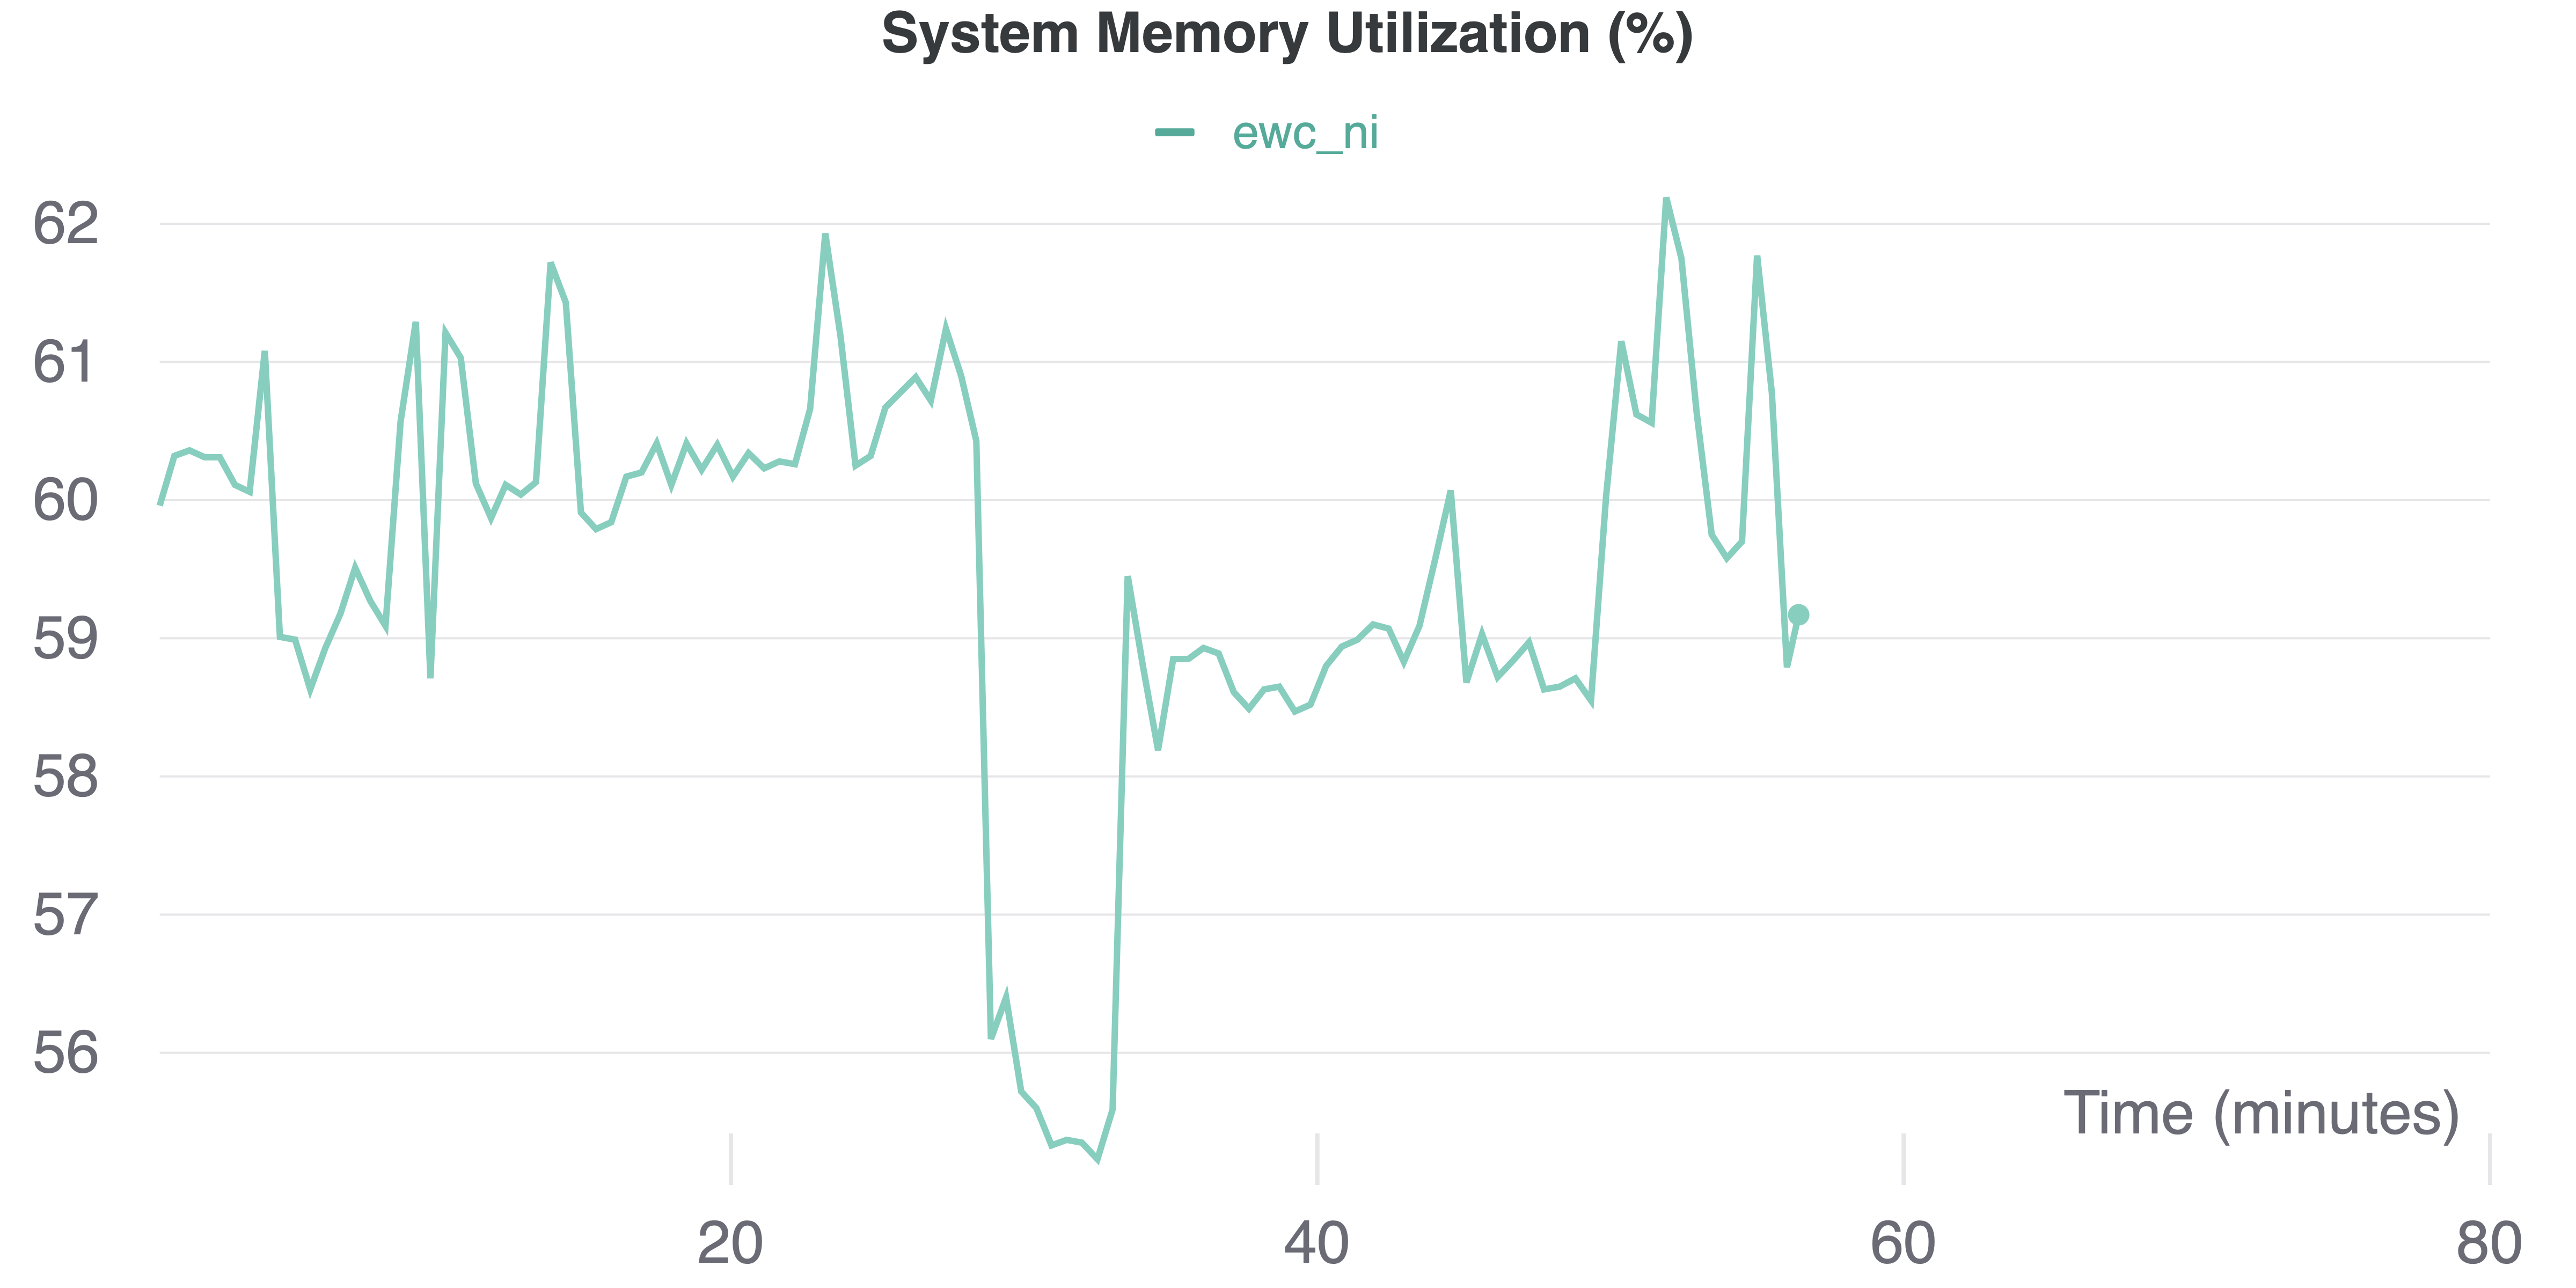 System Memory Utilization (%)
ewc_ni
62
61
60
59
58
57
56
Time (minutes)
20 40 60 80